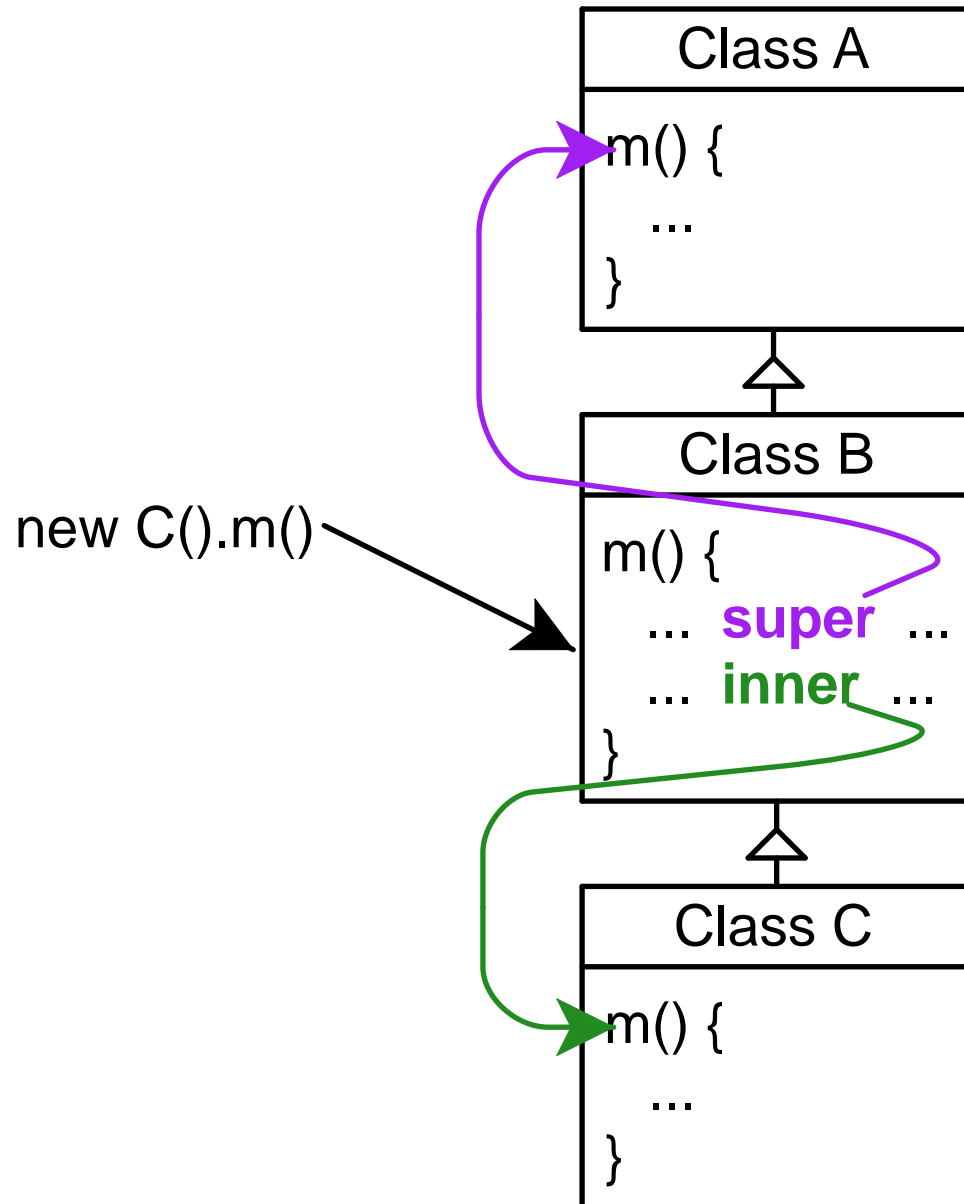 Class A
m() {
...
}
Class B
new C().m()
m() {
... super ...
... inner ...
}
Class C
m() {
...
}